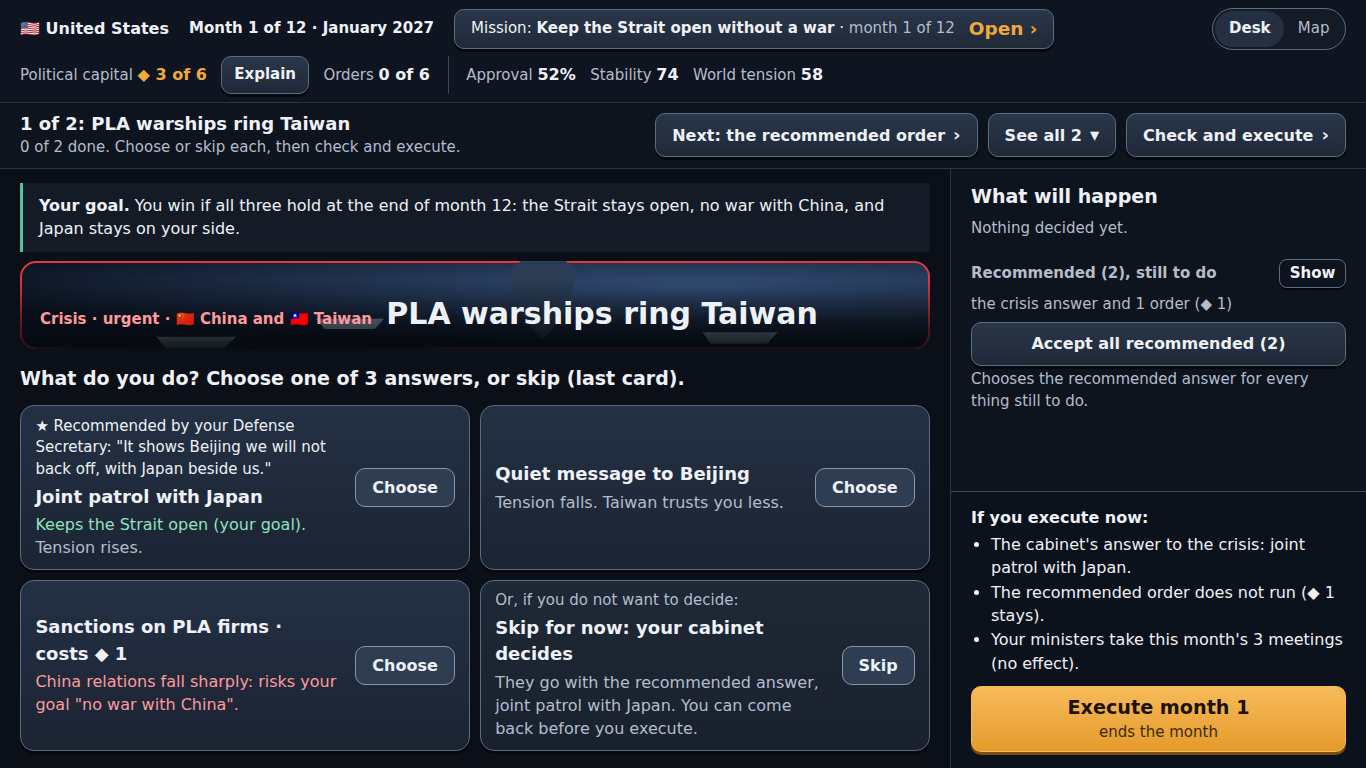 🇺🇸 United States
Month 1 of 12 · January 2027
Mission: Keep the Strait open without a war · month 1 of 12 Open ›
Desk Map
Political capital ◆ 3 of 6
Explain
Orders 0 of 6
Approval 52% Stability 74 World tension 58
1 of 2: PLA warships ring Taiwan
0 of 2 done. Choose or skip each, then check and execute.
Next: the recommended order ›
See all 2 ▼
Check and execute ›
Your goal. You win if all three hold at the end of month 12: the Strait stays open, no war with China, and
Japan stays on your side.
Crisis · urgent · 🇨🇳 China and 🇹🇼 Taiwan
PLA warships ring Taiwan
What do you do? Choose one of 3 answers, or skip (last card).
★ Recommended by your Defense
Secretary: "It shows Beijing we will not
back off, with Japan beside us."
Joint patrol with Japan
Keeps the Strait open (your goal).
Tension rises.
Choose
Quiet message to Beijing
Tension falls. Taiwan trusts you less.
Choose
Sanctions on PLA firms ·
costs ◆ 1
China relations fall sharply: risks your
goal "no war with China".
Choose
Or, if you do not want to decide:
Skip for now: your cabinet
decides
They go with the recommended answer,
joint patrol with Japan. You can come
back before you execute.
Skip
What will happen
Nothing decided yet.
Recommended (2), still to do
Show
the crisis answer and 1 order (◆ 1)
Accept all recommended (2)
Chooses the recommended answer for every
thing still to do.
If you execute now:
• The cabinet's answer to the crisis: joint
patrol with Japan.
• The recommended order does not run (◆ 1
stays).
• Your ministers take this month's 3 meetings
(no effect).
Execute month 1
ends the month